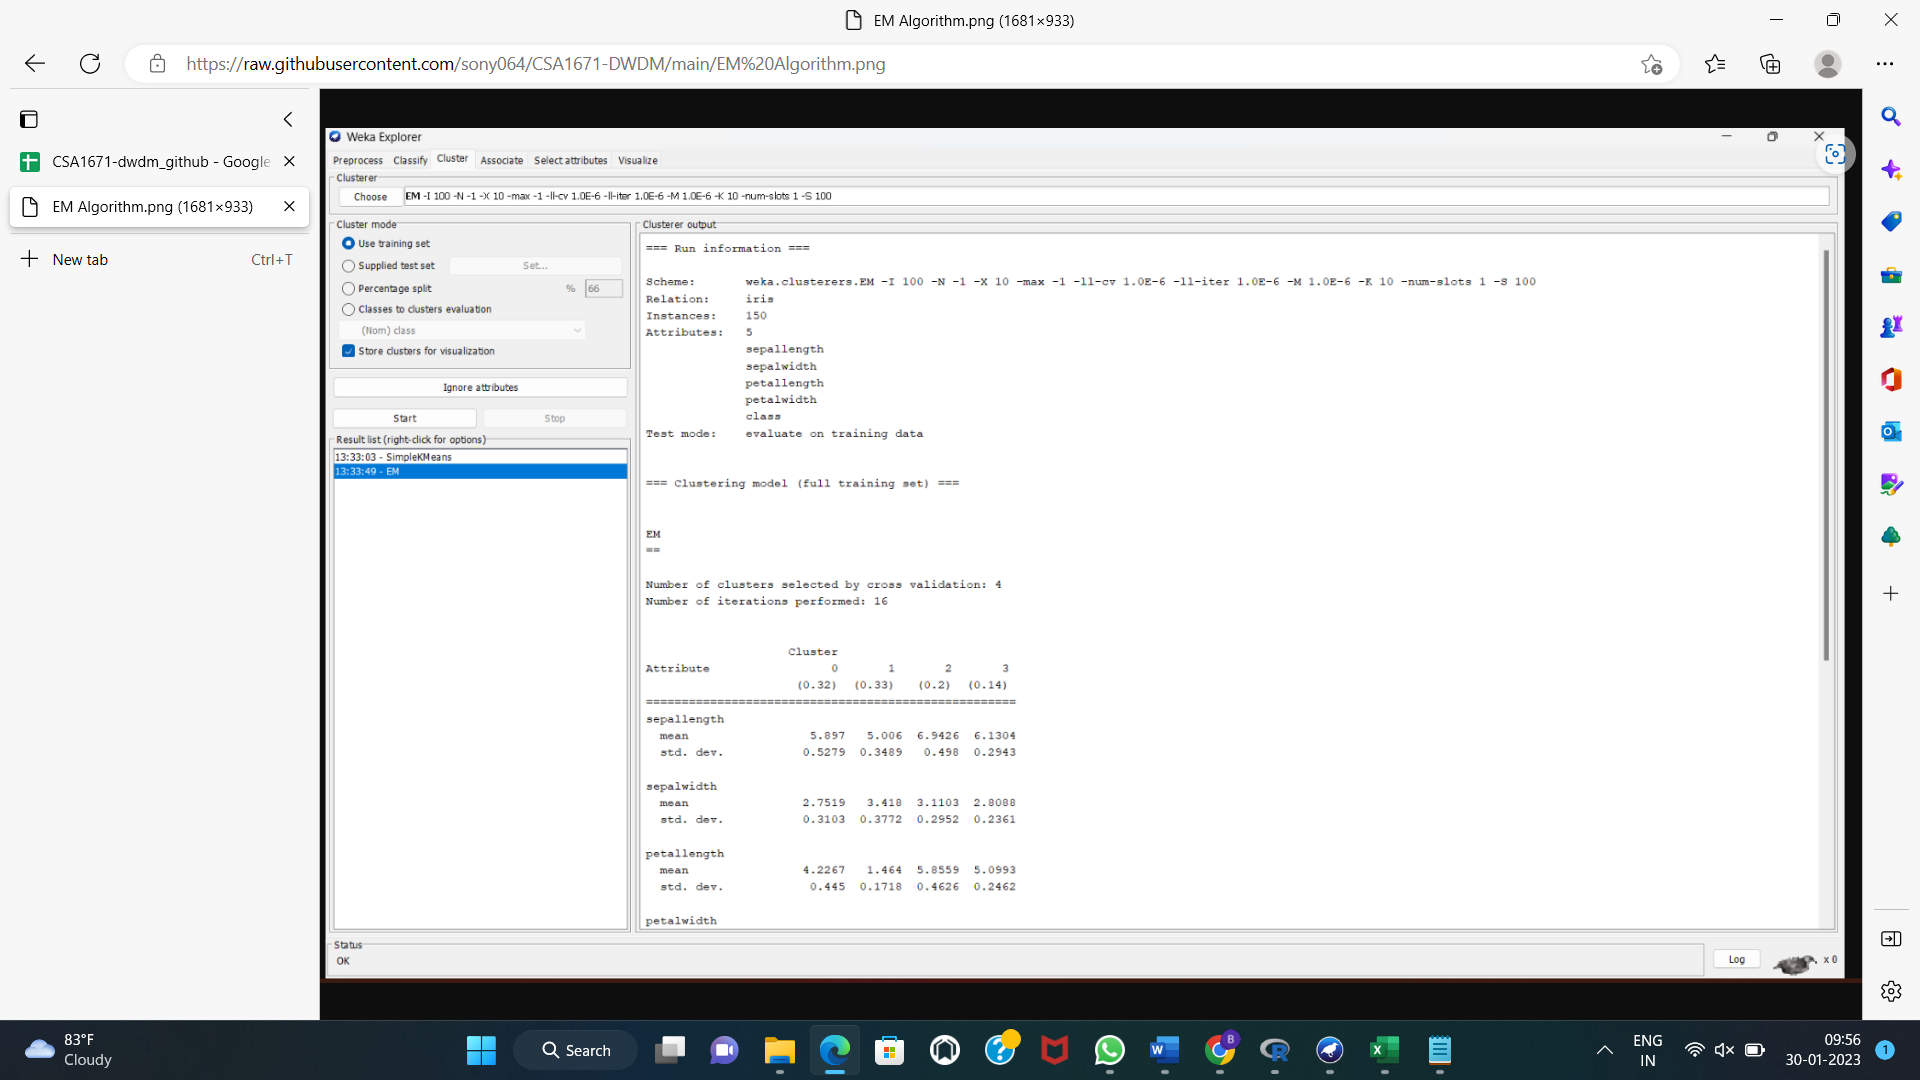 EM Algorithm.png (1681×933)
https://raw.githubusercontent.com/sony064/CSA1671-DWDM/main/EM%20Algorithm.png
CSA1671-dwdm_github - Google
EM Algorithm.png (1681×933)
New tab Ctrl+T
Weka Explorer
Preprocess Classify Cluster Associate Select attributes Visualize
Clusterer
Choose EM -I 100 -N -1 -X 10 -max -1 -ll-cv 1.0E-6 -ll-iter 1.0E-6 -M 1.0E-6 -K 10 -num-slots 1 -S 100
Cluster mode
Use training set
Supplied test set Set...
Percentage split % 66
Classes to clusters evaluation
(Nom) class
Store clusters for visualization
Ignore attributes
Start Stop
Result list (right-click for options)
13:33:03 - SimpleKMeans
13:33:49 - EM
Clusterer output
=== Run information ===
Scheme: weka.clusterers.EM -I 100 -N -1 -X 10 -max -1 -ll-cv 1.0E-6 -ll-iter 1.0E-6 -M 1.0E-6 -K 10 -num-slots 1 -S 100
Relation: iris
Instances: 150
Attributes: 5
sepallength
sepalwidth
petallength
petalwidth
class
Test mode: evaluate on training data
=== Clustering model (full training set) ===
EM
==
Number of clusters selected by cross validation: 4
Number of iterations performed: 16
Cluster
Attribute 0 1 2 3
(0.32) (0.33) (0.2) (0.14)
====================================================
sepallength
mean 5.897 5.006 6.9426 6.1304
std. dev. 0.5279 0.3489 0.498 0.2943
sepalwidth
mean 2.7519 3.418 3.1103 2.8088
std. dev. 0.3103 0.3772 0.2952 0.2361
petallength
mean 4.2267 1.464 5.8559 5.0993
std. dev. 0.445 0.1718 0.4626 0.2462
petalwidth
Status
OK
Log x 0
83°F
Cloudy
Search
B
ENG
IN
09:56
30-01-2023
1